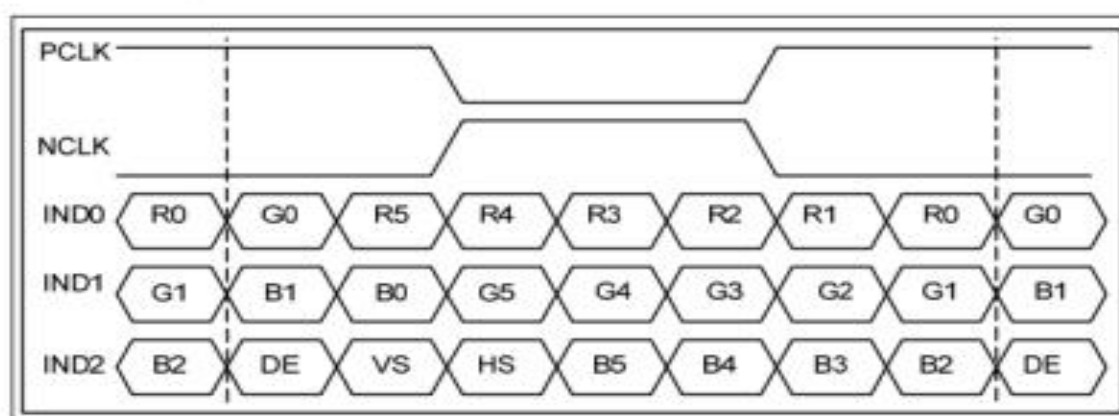 PCLK
NCLK
IND0 R0 G0 R5 R4 R3 R2 R1 R0 G0
IND1 G1 B1 B0 G5 G4 G3 G2 G1 B1
IND2 B2 DE VS HS B5 B4 B3 B2 DE